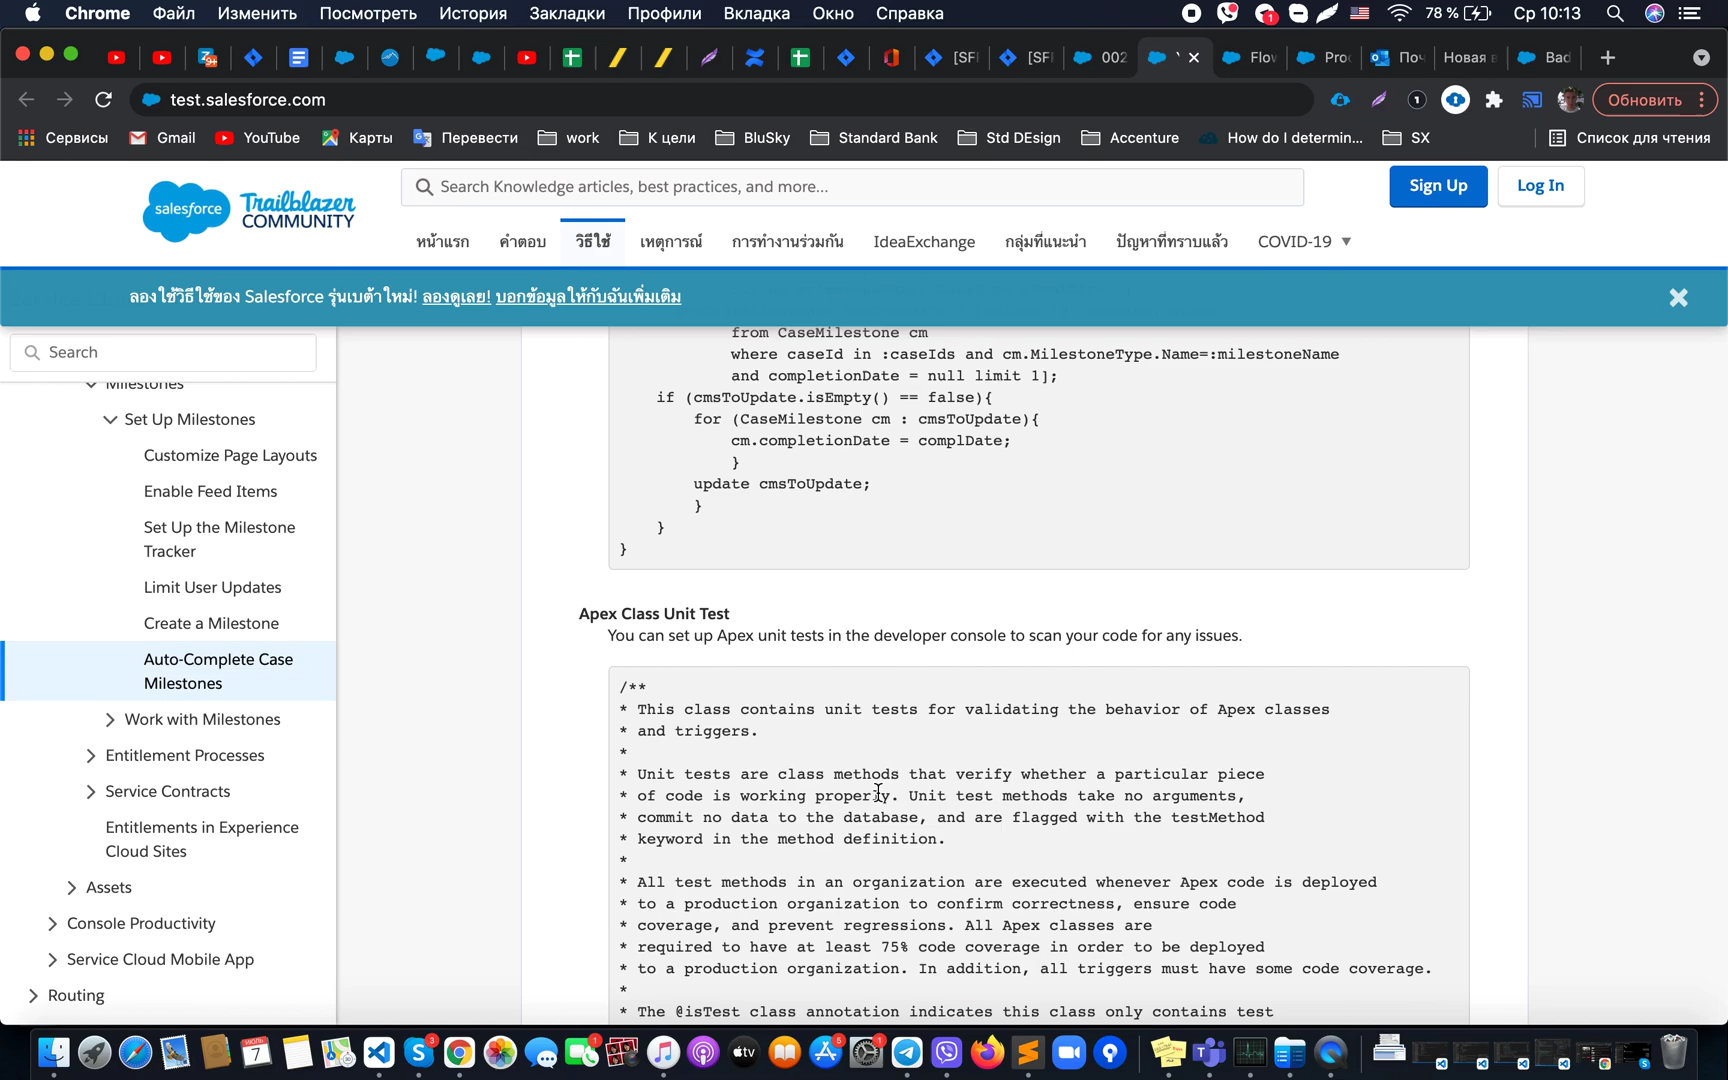 Chrome Файл Изменить Посмотреть История Закладки Профили Вкладка Окно Справка 1 78 % Ср 10:13
9+ [SF [SF 002 Flow Proc Поч Новая в Bad
test.salesforce.com 1 Обновить
Сервисы Gmail YouTube Карты Перевести work К цели BluSky Standard Bank Std DEsign Accenture How do I determin... SX Список для чтения
salesforce Trailblazer COMMUNITY
Search Knowledge articles, best practices, and more...
Sign Up Log In
หน้าแรก คำตอบ วิธีใช้ เหตุการณ์ การทำงานร่วมกัน IdeaExchange กลุ่มที่แนะนำ ปัญหาที่ทราบแล้ว COVID-19
ลองใช้วิธีใช้ของ Salesforce รุ่นเบต้าใหม่! ลองดูเลย! บอกข้อมูลให้กับฉันเพิ่มเติม
Search
Milestones
Set Up Milestones
Customize Page Layouts
Enable Feed Items
Set Up the Milestone
Tracker
Limit User Updates
Create a Milestone
Auto-Complete Case
Milestones
Work with Milestones
Entitlement Processes
Service Contracts
Entitlements in Experience
Cloud Sites
Assets
Console Productivity
Service Cloud Mobile App
Routing
from CaseMilestone cm
where caseId in :caseIds and cm.MilestoneType.Name=:milestoneName
and completionDate = null limit 1];
if (cmsToUpdate.isEmpty() == false){
for (CaseMilestone cm : cmsToUpdate){
cm.completionDate = complDate;
}
update cmsToUpdate;
}
}
}
Apex Class Unit Test
You can set up Apex unit tests in the developer console to scan your code for any issues.
/**
* This class contains unit tests for validating the behavior of Apex classes
* and triggers.
*
* Unit tests are class methods that verify whether a particular piece
* of code is working properly. Unit test methods take no arguments,
* commit no data to the database, and are flagged with the testMethod
* keyword in the method definition.
*
* All test methods in an organization are executed whenever Apex code is deployed
* to a production organization to confirm correctness, ensure code
* coverage, and prevent regressions. All Apex classes are
* required to have at least 75% code coverage in order to be deployed
* to a production organization. In addition, all triggers must have some code coverage.
*
* The @isTest class annotation indicates this class only contains test
ИЮЛЬ 7 3 1 tv 5 1